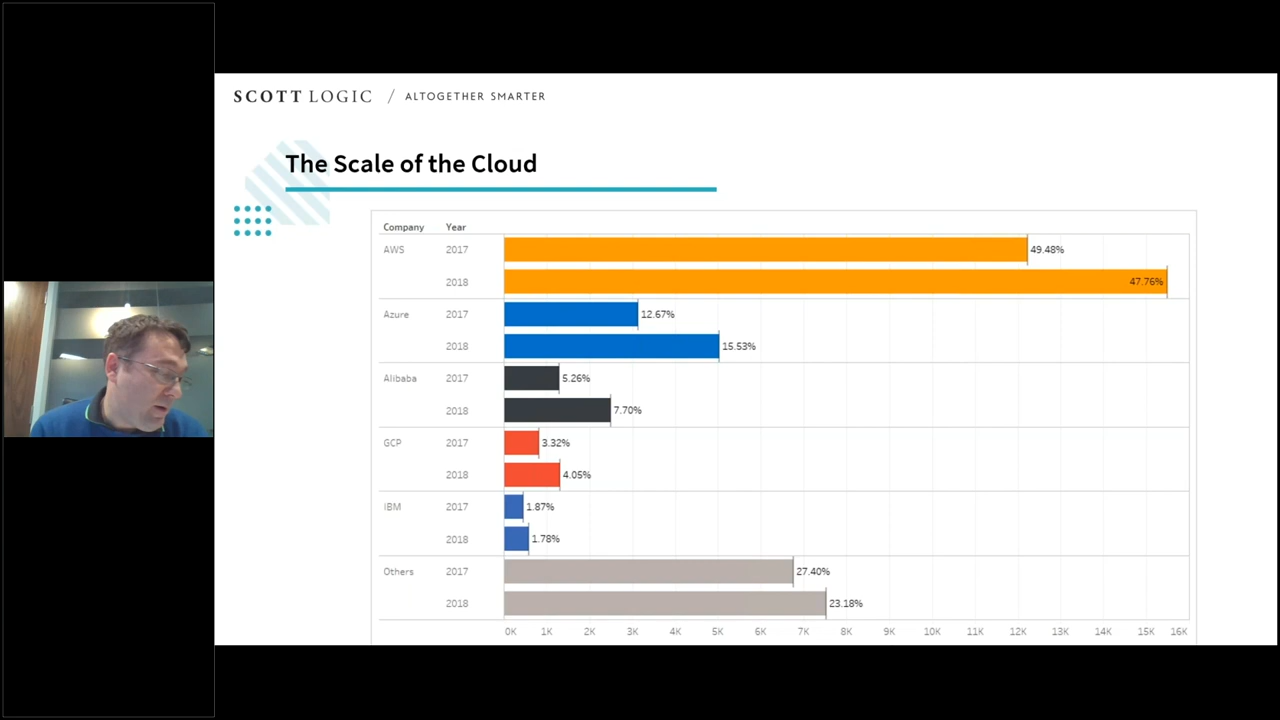 SCOTT LOGIC / ALTOGETHER SMARTER
The Scale of the Cloud
Company Year
AWS 2017 49.48%
2018 47.76%
Azure 2017 12.67%
2018 15.53%
Alibaba 2017 5.26%
2018 7.70%
GCP 2017 3.32%
2018 4.05%
IBM 2017 1.87%
2018 1.78%
Others 2017 27.40%
2018 23.18%
0K 1K 2K 3K 4K 5K 6K 7K 8K 9K 10K 11K 12K 13K 14K 15K 16K